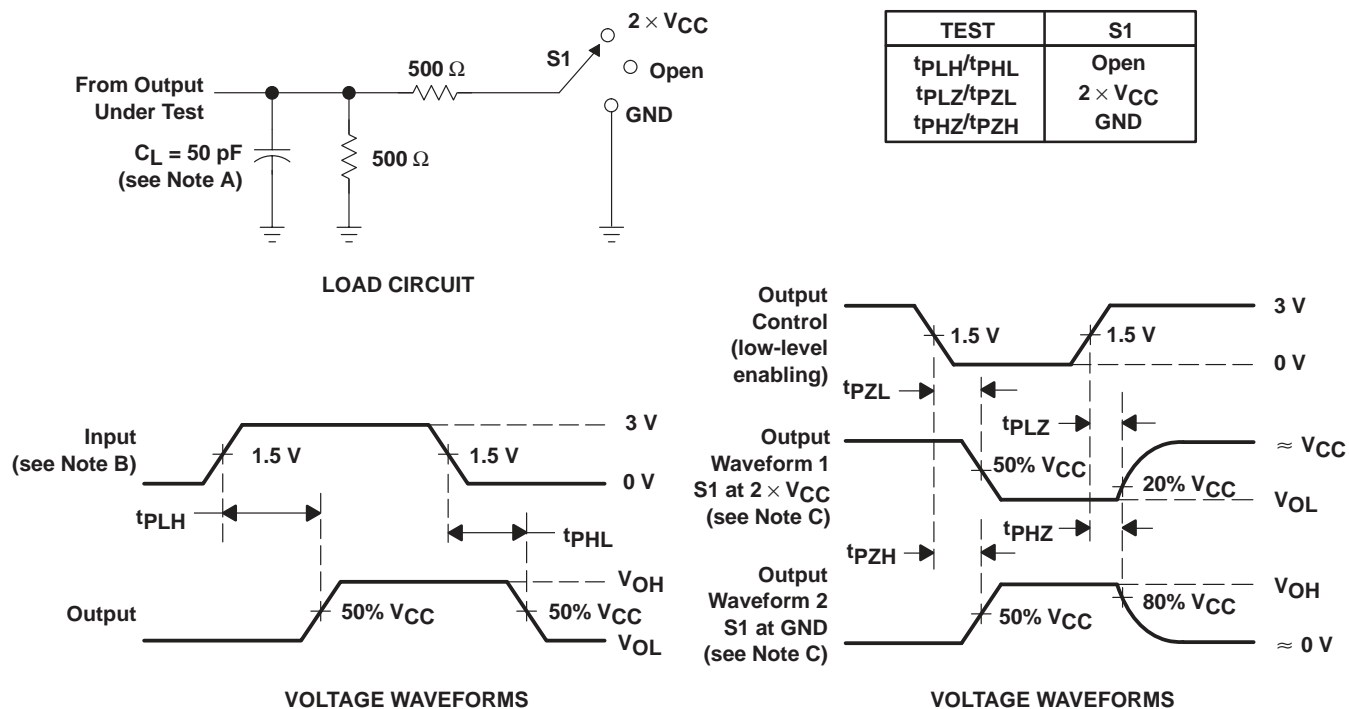 2 × VCC
S1
Open
GND
500 Ω
From Output
Under Test
CL = 50 pF
(see Note A)
500 Ω
LOAD CIRCUIT
TEST S1
tPLH/tPHL Open
tPLZ/tPZL 2 × VCC
tPHZ/tPZH GND
Input
(see Note B)
1.5 V
1.5 V
3 V
0 V
tPLH
tPHL
Output
50% VCC
50% VCC
VOH
VOL
VOLTAGE WAVEFORMS
Output
Control
(low-level
enabling)
1.5 V
1.5 V
3 V
0 V
tPZL
tPLZ
Output
Waveform 1
S1 at 2 × VCC
(see Note C)
50% VCC
20% VCC
≈ VCC
VOL
tPZH
tPHZ
Output
Waveform 2
S1 at GND
(see Note C)
50% VCC
80% VCC
VOH
≈ 0 V
VOLTAGE WAVEFORMS